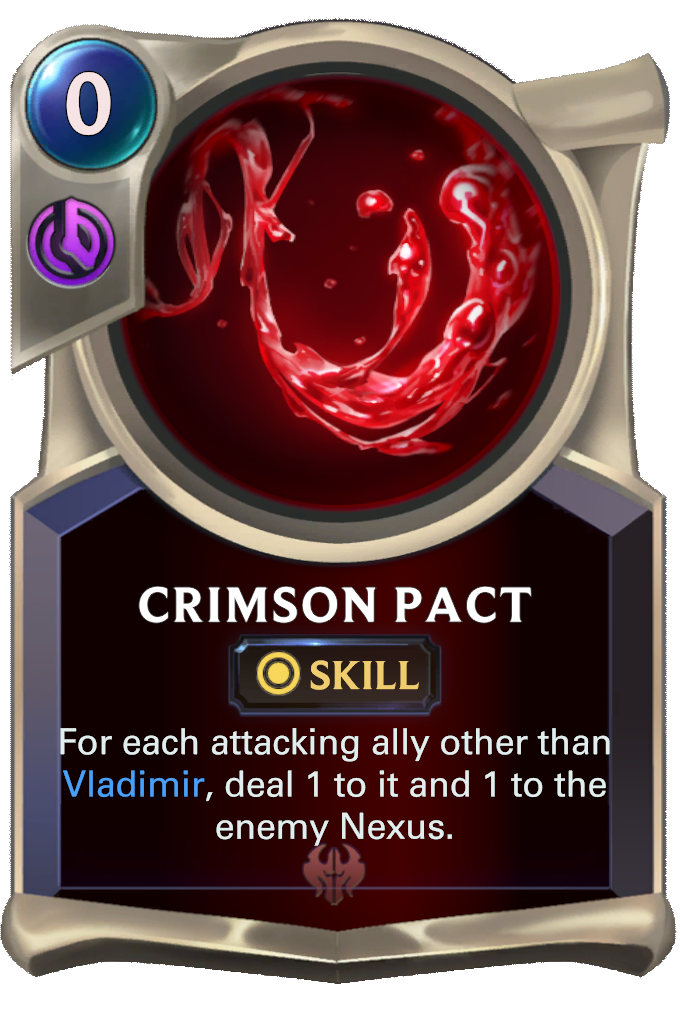 0
CRIMSON PACT
SKILL
For each attacking ally other than
Vladimir, deal 1 to it and 1 to the
enemy Nexus.